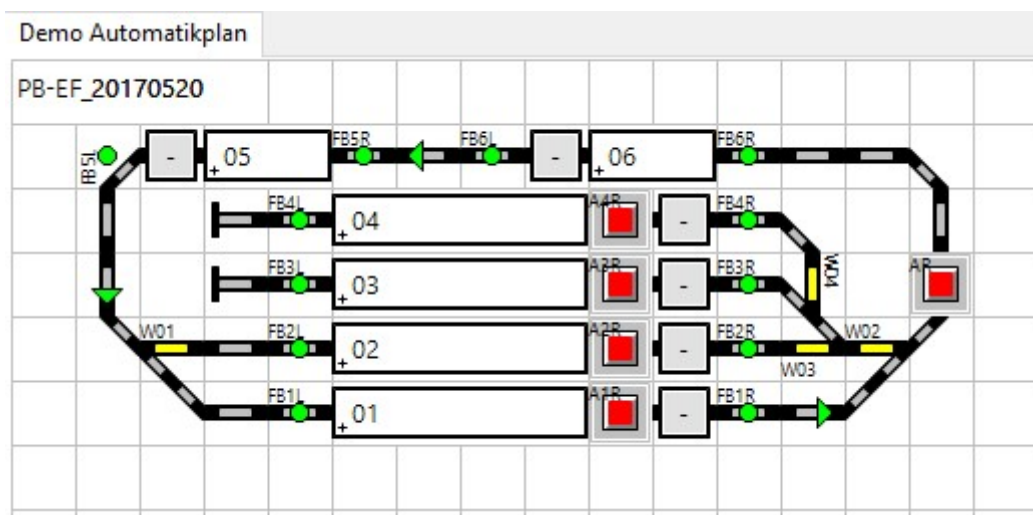 Demo Automatikplan
PB-EF_20170520
FB5L
-
05
FB5R
FB6L
-
06
FB6R
FB4L
04
A4R
-
FB4R
W04
FB3L
03
A3R
-
FB3R
AR
W01
FB2L
02
A2R
-
FB2R
W03
W02
FB1L
01
A1R
-
FB1R